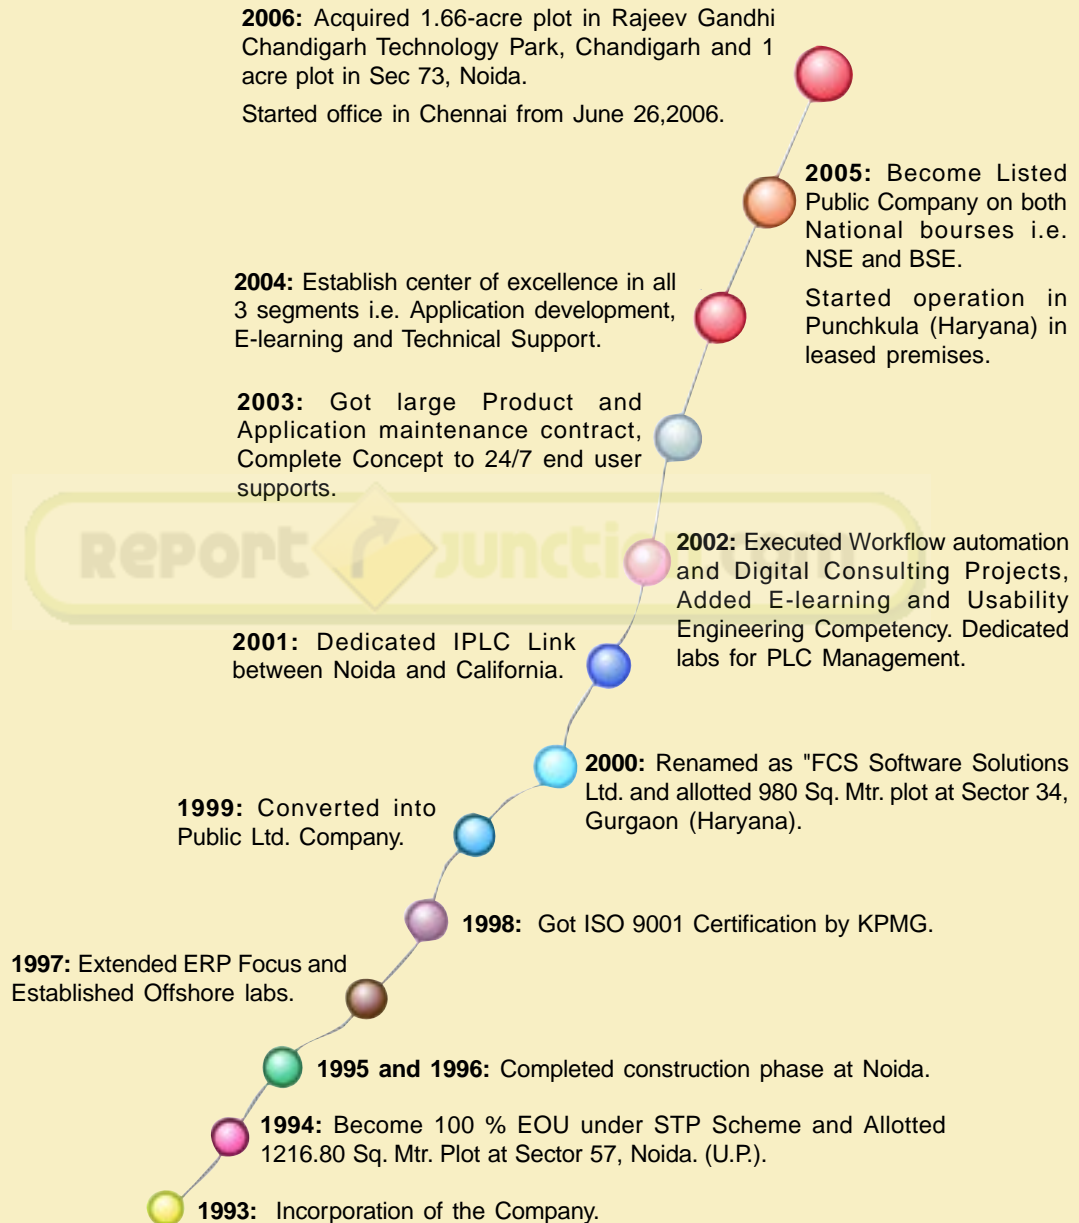 2006: Acquired 1.66-acre plot in Rajeev Gandhi
Chandigarh Technology Park, Chandigarh and 1
acre plot in Sec 73, Noida.
Started office in Chennai from June 26,2006.
2005: Become Listed
Public Company on both
National bourses i.e.
NSE and BSE.
Started operation in
Punchkula (Haryana) in
leased premises.
2004: Establish center of excellence in all
3 segments i.e. Application development,
E-learning and Technical Support.
2003: Got large Product and
Application maintenance contract,
Complete Concept to 24/7 end user
supports.
RePORt Junction.com
2002: Executed Workflow automation
and Digital Consulting Projects,
Added E-learning and Usability
Engineering Competency. Dedicated
labs for PLC Management.
2001: Dedicated IPLC Link
between Noida and California.
2000: Renamed as "FCS Software Solutions
Ltd. and allotted 980 Sq. Mtr. plot at Sector 34,
Gurgaon (Haryana).
1999: Converted into
Public Ltd. Company.
1998: Got ISO 9001 Certification by KPMG.
1997: Extended ERP Focus and
Established Offshore labs.
1995 and 1996: Completed construction phase at Noida.
1994: Become 100 % EOU under STP Scheme and Allotted
1216.80 Sq. Mtr. Plot at Sector 57, Noida. (U.P.).
1993: Incorporation of the Company.